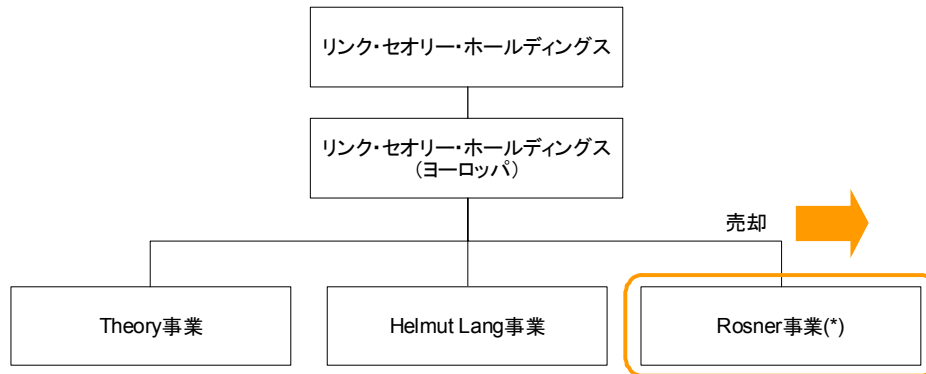 リンク・セオリー・ホールディングス
リンク・セオリー・ホールディングス
(ヨーロッパ)
売却
Theory事業
Helmut Lang事業
Rosner事業(*)